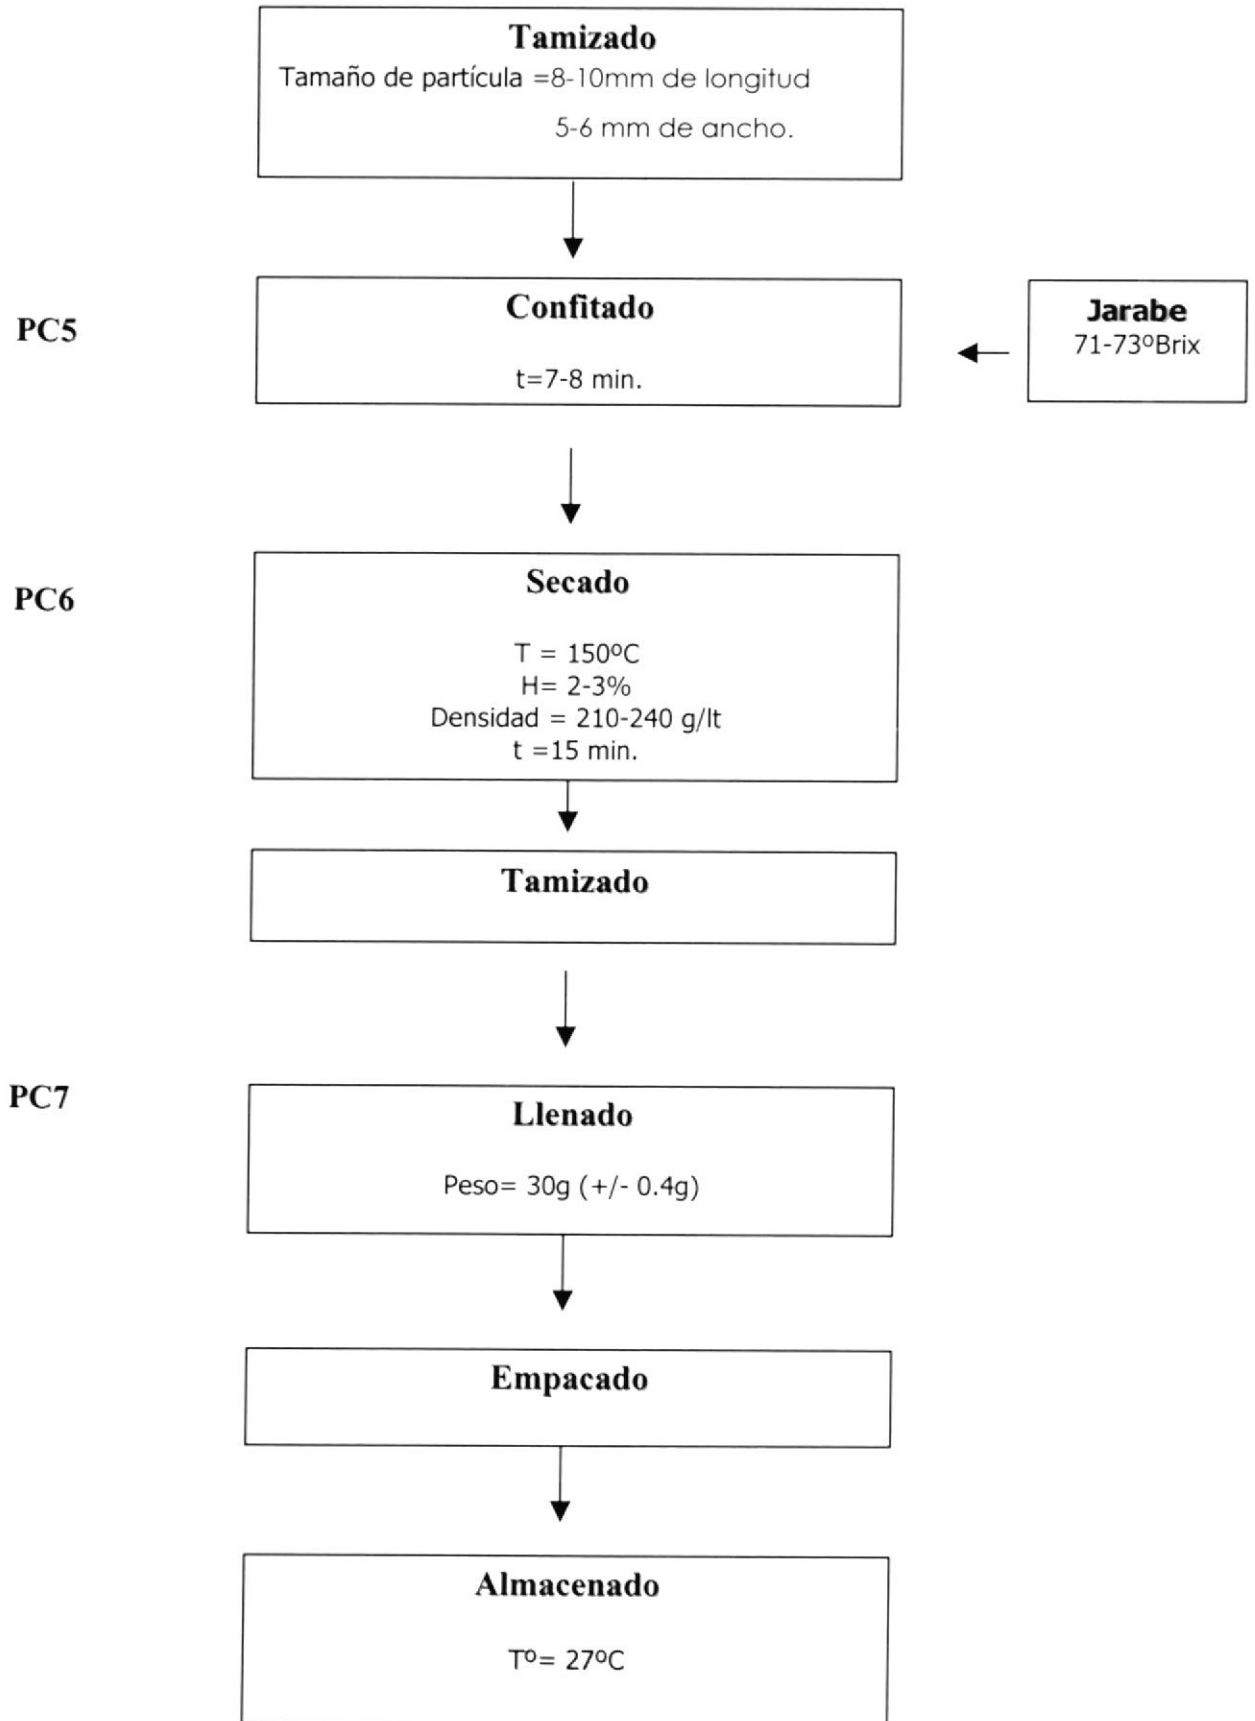 Tamizado
Tamaño de partícula =8-10mm de longitud
5-6 mm de ancho.
PC5
Confitado
t=7-8 min.
Jarabe
71-73ºBrix
PC6
Secado
T = 150ºC
H= 2-3%
Densidad = 210-240 g/lt
t =15 min.
Tamizado
PC7
Llenado
Peso= 30g (+/- 0.4g)
Empacado
Almacenado
Tº= 27ºC